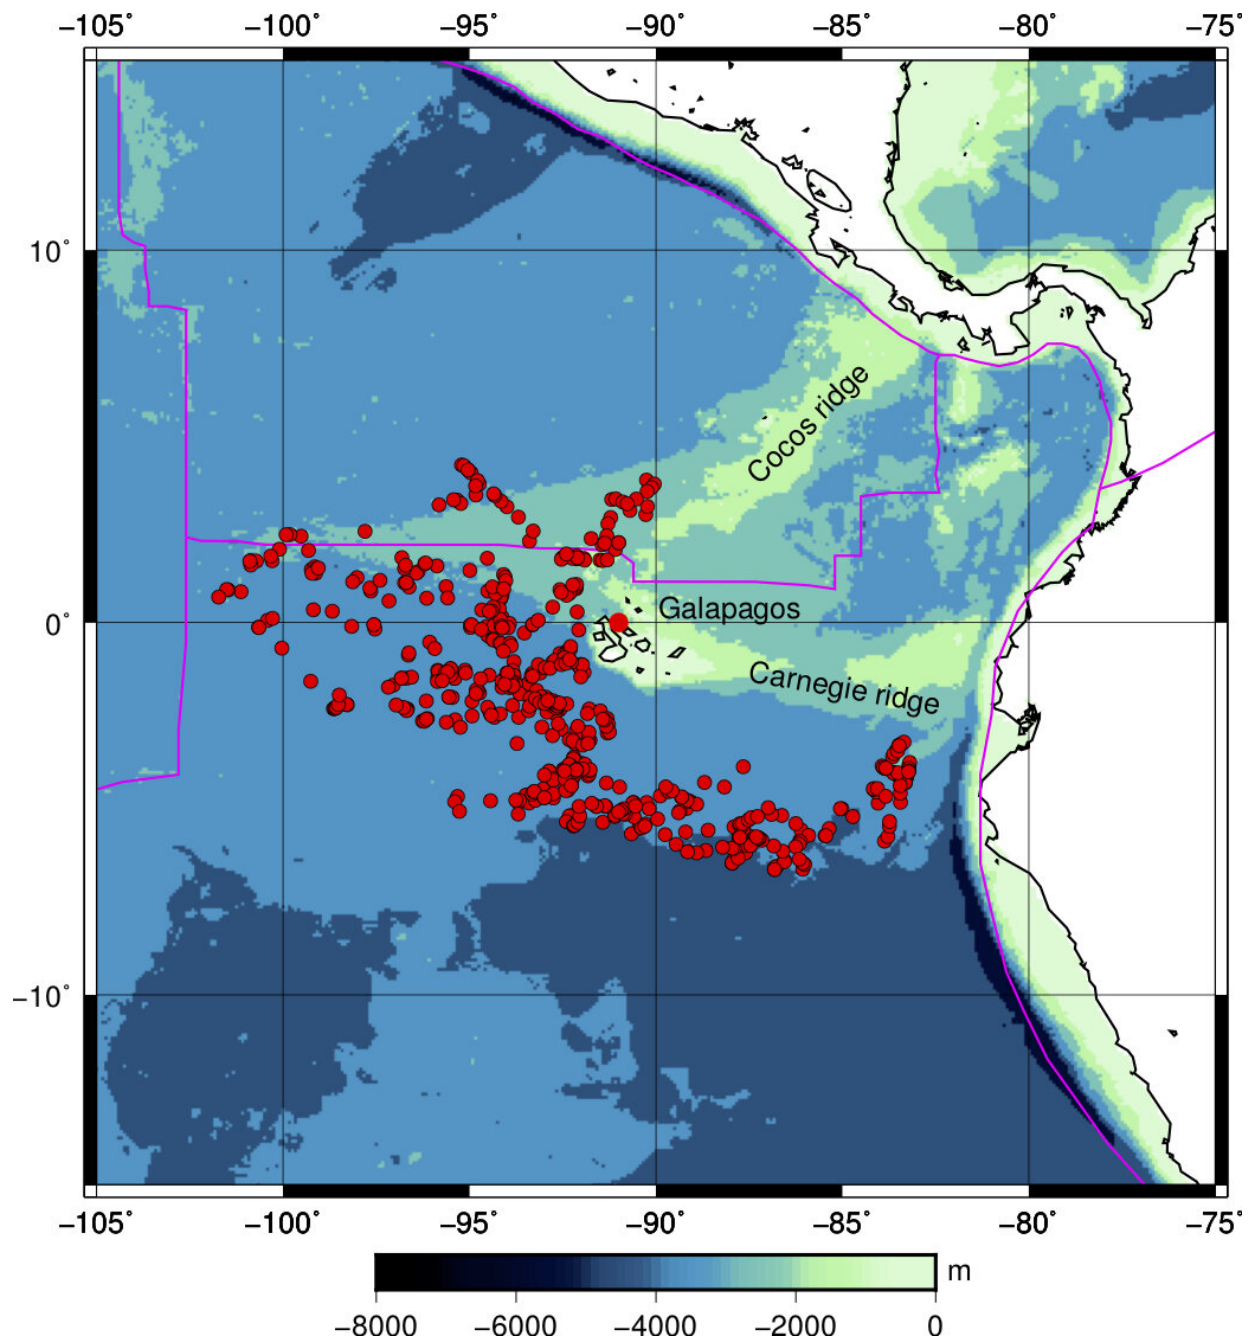 −105˚ −100˚ −95˚ −90˚ −85˚ −80˚ −75˚
10˚
Cocos ridge
0˚
Galapagos
Carnegie ridge
−10˚
−105˚ −100˚ −95˚ −90˚ −85˚ −80˚ −75˚
m
−8000 −6000 −4000 −2000 0